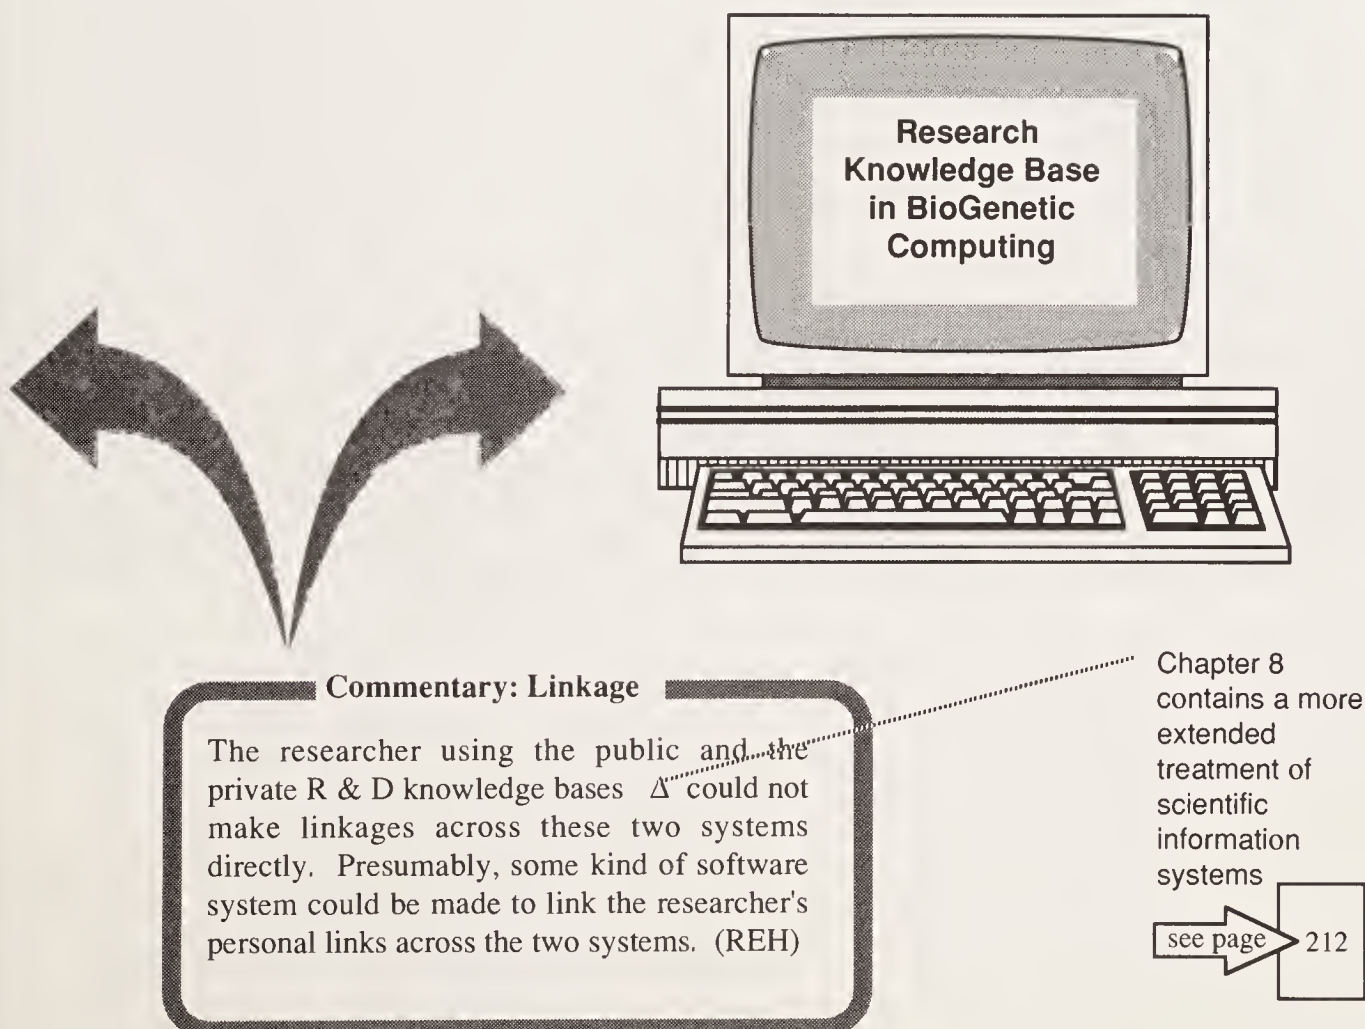 Research
Knowledge Base
in BioGenetic
Computing
Commentary: Linkage
The researcher using the public and the
private R & D knowledge bases Δ could not
make linkages across these two systems
directly. Presumably, some kind of software
system could be made to link the researcher's
personal links across the two systems. (REH)
Chapter 8
contains a more
extended
treatment of
scientific
information
systems
see page 212